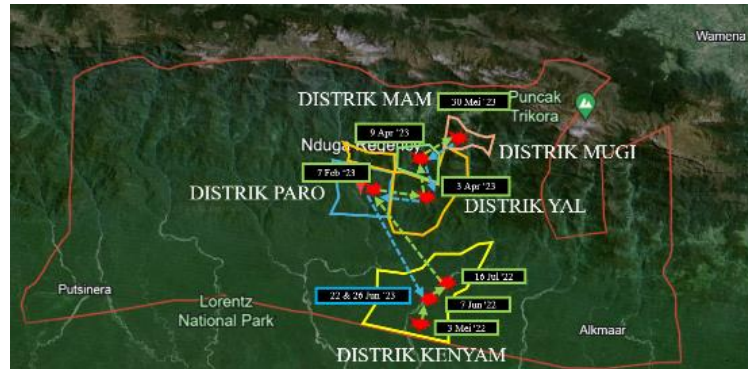 Wamena
DISTRIK MAM
30 Mei '23
Puncak
Trikora
9 Apr '23
Nduga Regency
DISTRIK MUGI
7 Feb '23
DISTRIK PARO
3 Apr '23
DISTRIK YAL
16 Jul '22
Putsinera
22 & 26 Jun '23
7 Jun '22
Lorentz
National Park
3 Mei '22
Alkmaar
DISTRIK KENYAM